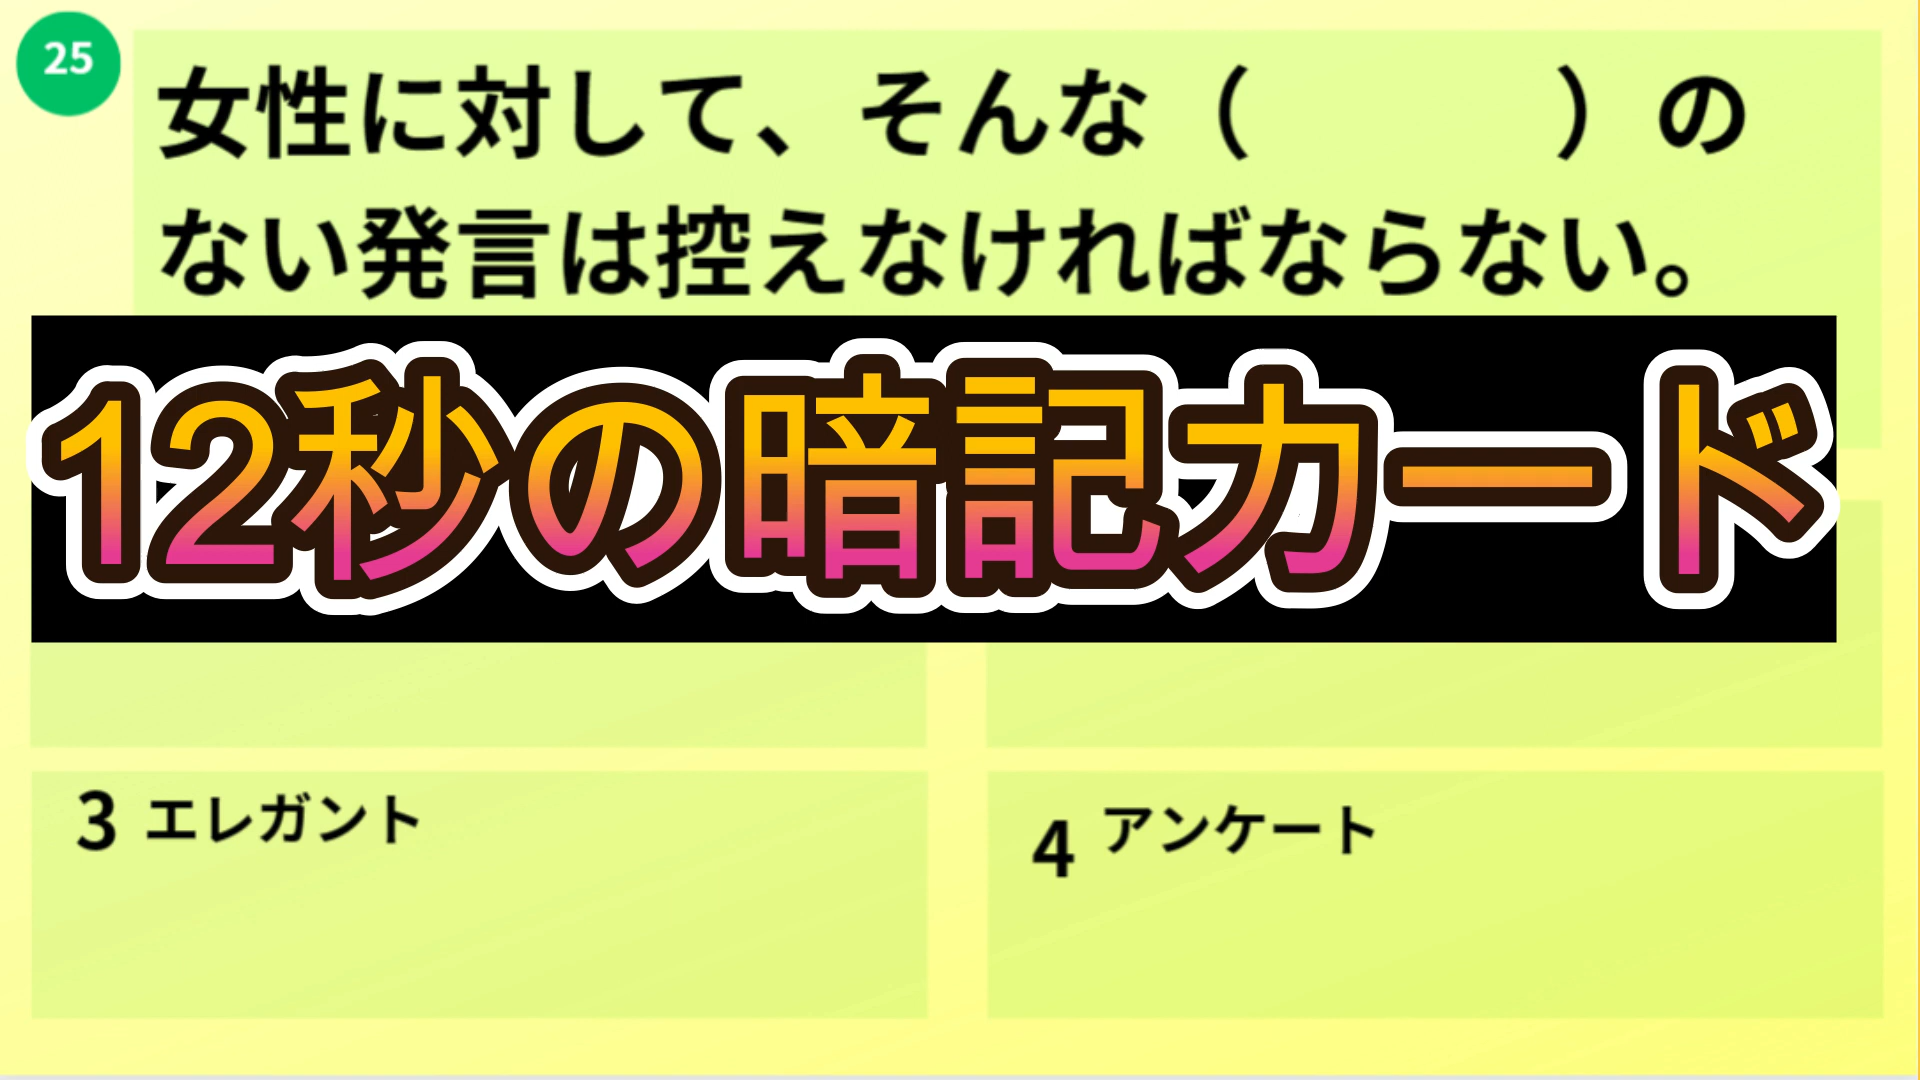 25
女性に対して、そんな（　　　）の
ない発言は控えなければならない。
12秒の暗記カード
3 エレガント
4 アンケート